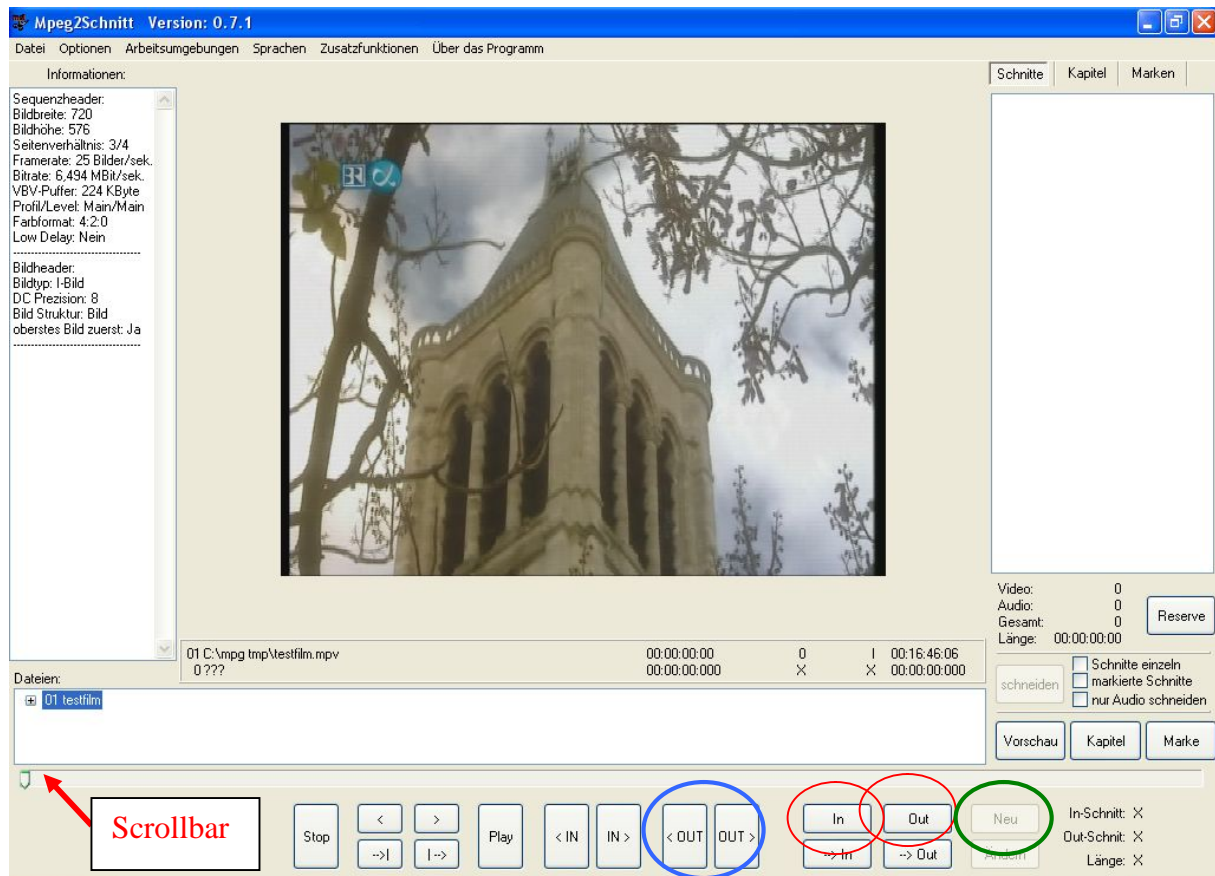 Mpeg2Schnitt Version: 0.7.1
Datei Optionen Arbeitsumgebungen Sprachen Zusatzfunktionen Über das Programm
Informationen:
Schnitte Kapitel Marken
Sequenzheader:
Bildbreite: 720
Bildhöhe: 576
Seitenverhältnis: 3/4
Framerate: 25 Bilder/sek.
Bitrate: 6,494 MBit/sek.
VBV-Puffer: 224 KByte
Profil/Level: Main/Main
Farbformat: 4:2:0
Low Delay: Nein
----------------------------------
Bildheader:
Bildtyp: I-Bild
DC Prezision: 8
Bild Struktur: Bild
oberstes Bild zuerst: Ja
----------------------------------
BR α
Video: 0
Audio: 0
Gesamt: 0
Länge: 00:00:00:00
Reserve
01 C:\mpg tmp\testfilm.mpv 00:00:00:00 0 I 00:16:46:06
0 ??? 00:00:00:000 X X 00:00:00:000
schneiden
Schnitte einzeln
markierte Schnitte
nur Audio schneiden
Dateien:
01 testfilm
Vorschau Kapitel Marke
Scrollbar
Stop < > Play < IN IN > < OUT OUT > In Out Neu
-->| |--> --> In --> Out Ändern
In-Schnitt: X
Out-Schnitt: X
Länge: X